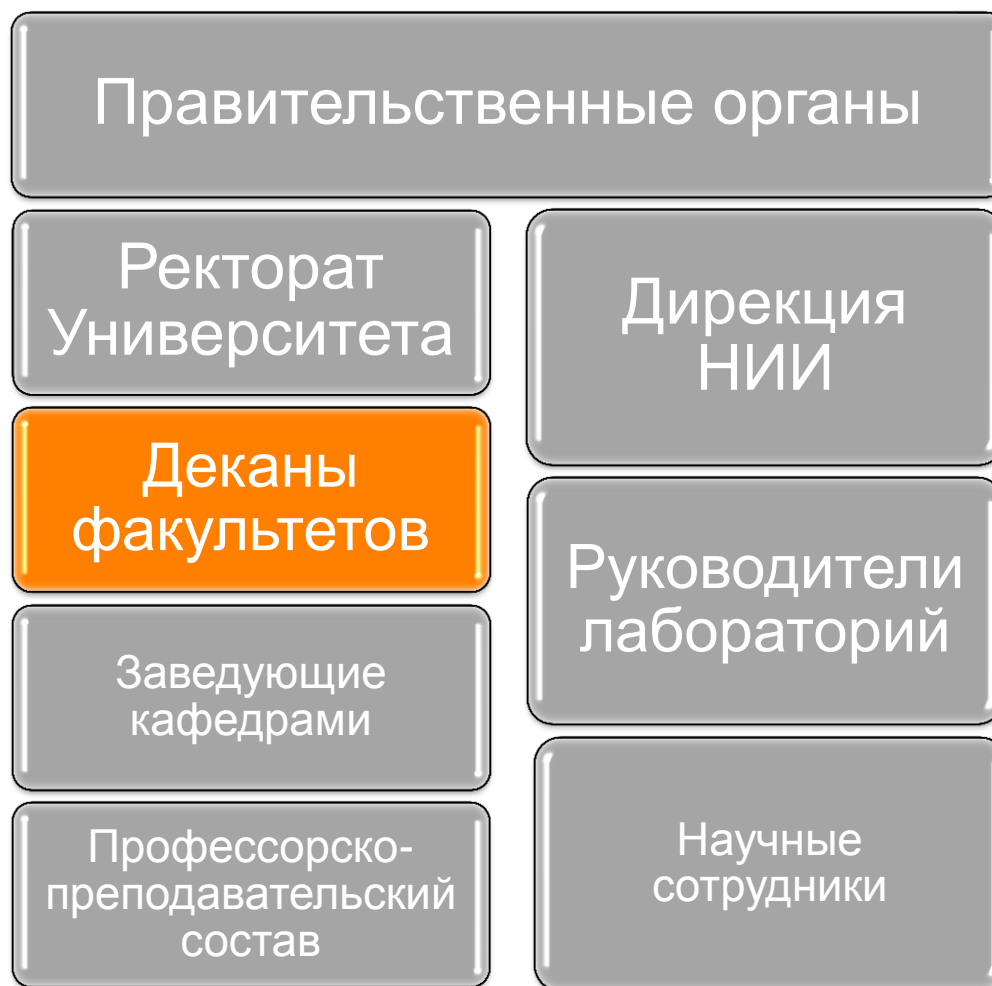 Правительственные органы
Ректорат
Университета
Деканы
факультетов
Заведующие
кафедрами
Профессорско-
преподавательский
состав
Дирекция
НИИ
Руководители
лабораторий
Научные
сотрудники